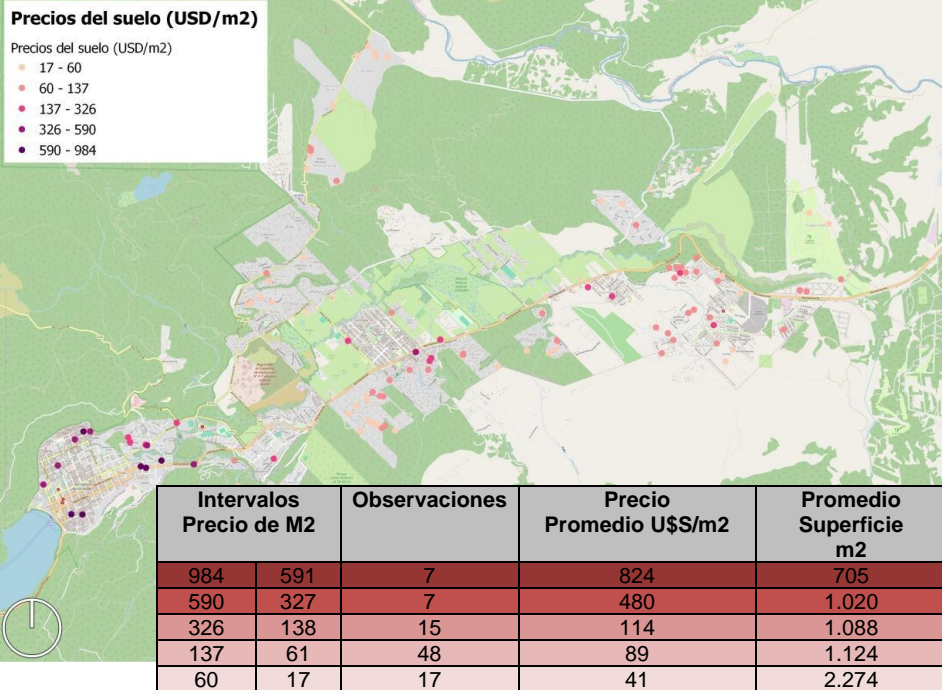 Precios del suelo (USD/m2)
Precios del suelo (USD/m2)
17 - 60
60 - 137
137 - 326
326 - 590
590 - 984
Intervalos Observaciones Precio Promedio
Precio de M2 Promedio U$S/m2 Superficie
m2
984 591 7 824 705
590 327 7 480 1.020
326 138 15 114 1.088
137 61 48 89 1.124
60 17 17 41 2.274